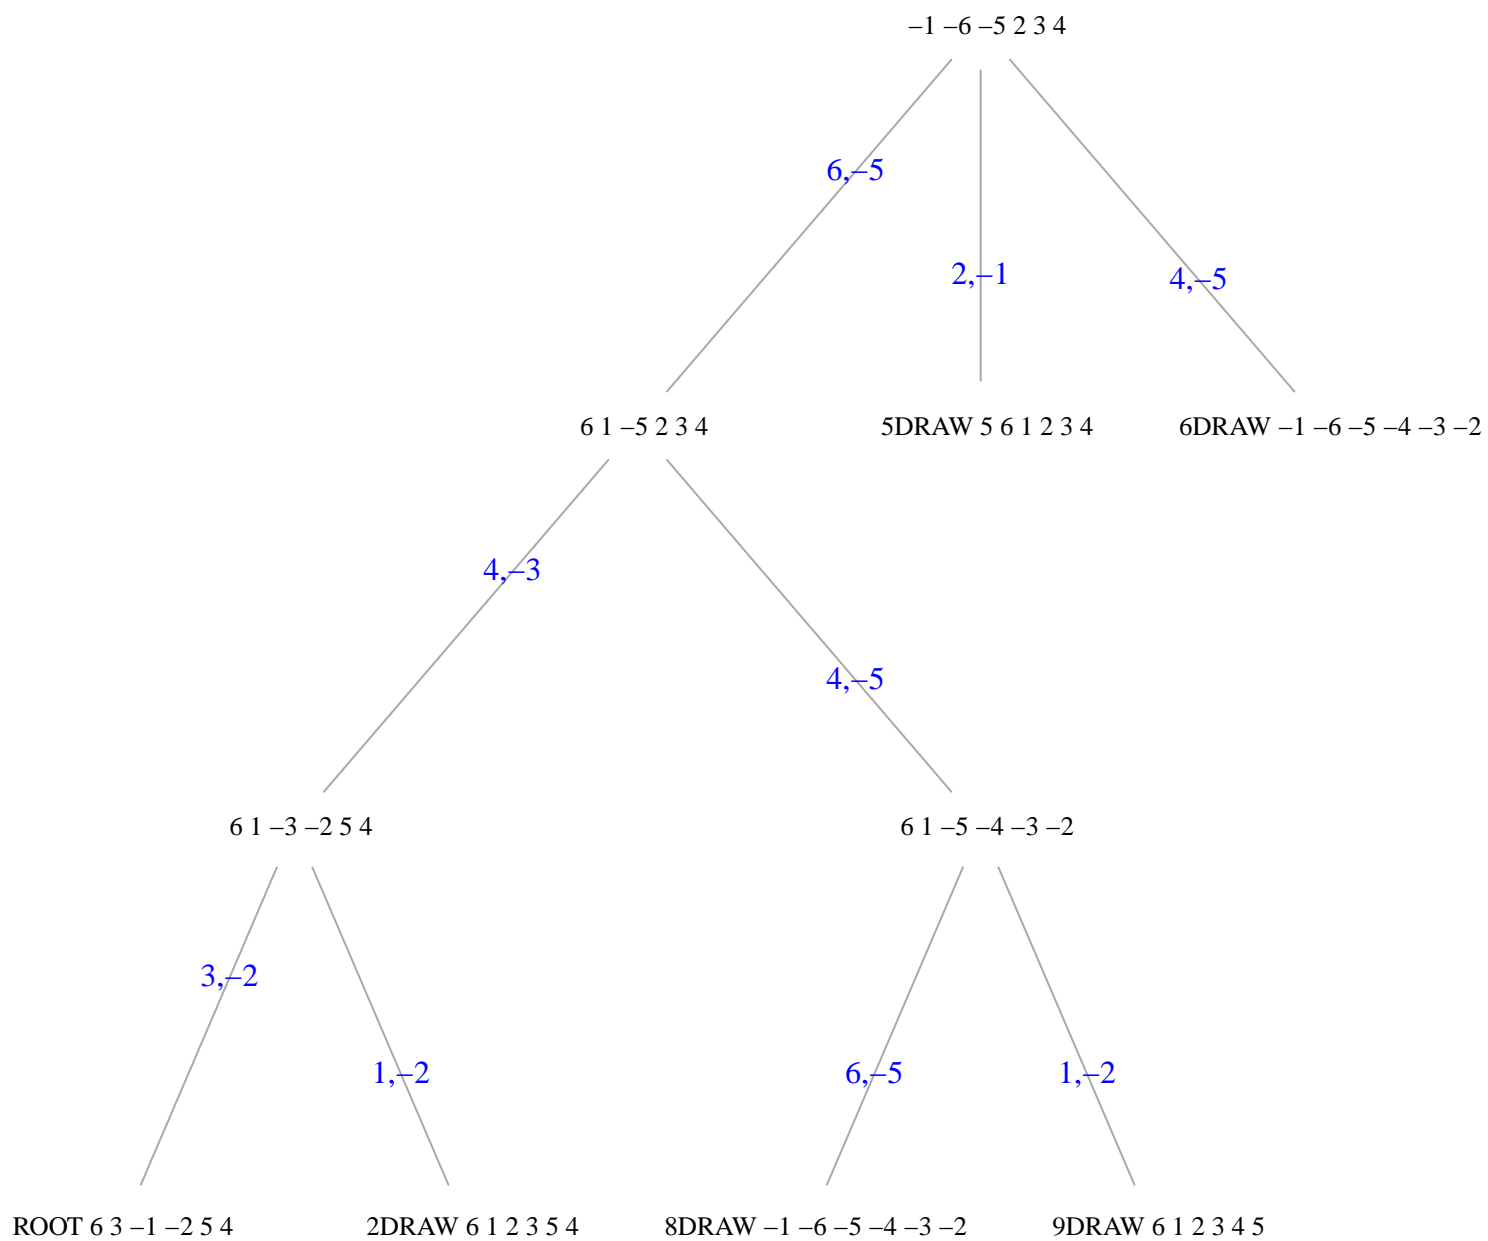 –1 –6 –5 2 3 4
6,–5
2,–1
4,–5
6 1 –5 2 3 4
5DRAW 5 6 1 2 3 4
6DRAW –1 –6 –5 –4 –3 –2
4,–3
4,–5
6 1 –3 –2 5 4
6 1 –5 –4 –3 –2
3,–2
1,–2
6,–5
1,–2
ROOT 6 3 –1 –2 5 4
2DRAW 6 1 2 3 5 4
8DRAW –1 –6 –5 –4 –3 –2
9DRAW 6 1 2 3 4 5